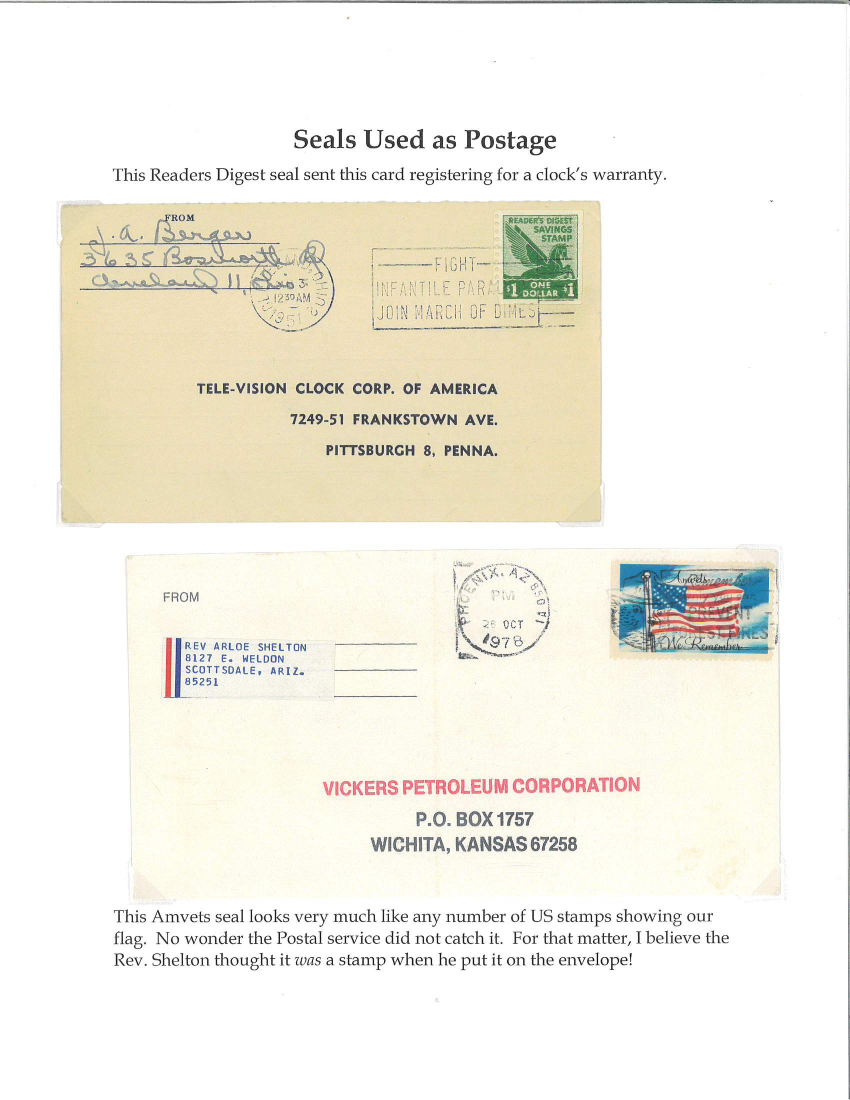 Seals Used as Postage
This Readers Digest seal sent this card registering for a clock's warranty.
FROM
J. A. Berger
3635 Bosworth Rd
Cleveland 11, Ohio
12 30 AM
1951
FIGHT
INFANTILE PARAL
JOIN MARCH OF DIMES
READER'S DIGEST
SAVINGS
STAMP
$1 ONE DOLLAR $1
TELE-VISION CLOCK CORP. OF AMERICA
7249-51 FRANKSTOWN AVE.
PITTSBURGH 8, PENNA.
FROM
REV ARLOE SHELTON
8127 E. WELDON
SCOTTSDALE, ARIZ.
85251
PHOENIX, AZ 850
PM
26 OCT
1978
PREVENT
FOREST FIRES
We Remember
VICKERS PETROLEUM CORPORATION
P.O. BOX 1757
WICHITA, KANSAS 67258
This Amvets seal looks very much like any number of US stamps showing our
flag. No wonder the Postal service did not catch it. For that matter, I believe the
Rev. Shelton thought it was a stamp when he put it on the envelope!